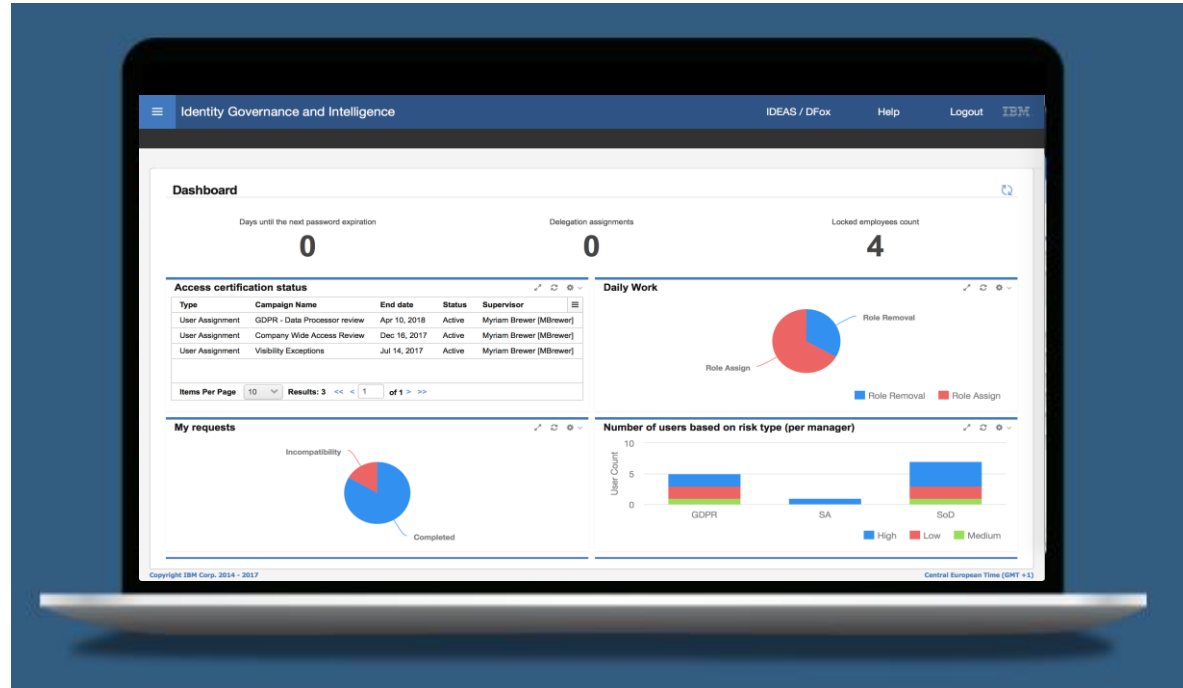 Identity Governance and Intelligence IDEAS / DFox Help Logout IBM
Dashboard
Days until the next password expiration Delegation assignments Locked employees count
0 0 4
Access certification status
Type Campaign Name End date Status Supervisor
User Assignment GDPR - Data Processor review Apr 10, 2018 Active Myriam Brewer [MBrewer]
User Assignment Company Wide Access Review Dec 16, 2017 Active Myriam Brewer [MBrewer]
User Assignment Visibility Exceptions Jul 14, 2017 Active Myriam Brewer [MBrewer]
Items Per Page 10 Results: 3 << < 1 of 1 > >>
Daily Work
Role Removal
Role Assign
Role Removal Role Assign
My requests
Incompatibility
Completed
Number of users based on risk type (per manager)
User Count
10
5
0
GDPR SA SoD
High Low Medium
Copyright IBM Corp. 2014 - 2017 Central European Time (GMT +1)